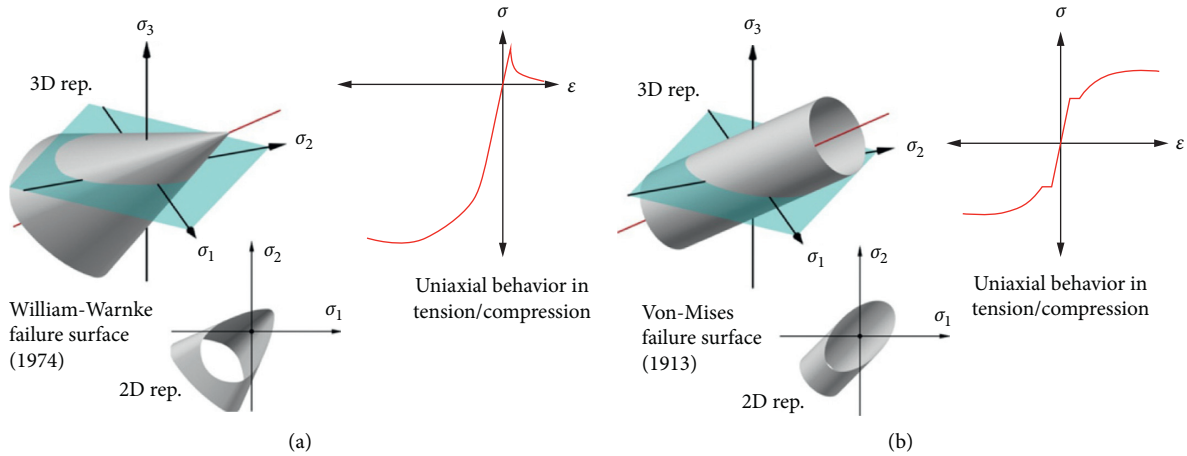 σ3
3D rep.
σ2
σ1
σ
ε
Uniaxial behavior in
tension/compression
William-Warnke
failure surface
(1974)
σ2
σ1
2D rep.
(a)
σ3
3D rep.
σ2
σ1
σ
ε
Uniaxial behavior in
tension/compression
Von-Mises
failure surface
(1913)
σ2
σ1
2D rep.
(b)